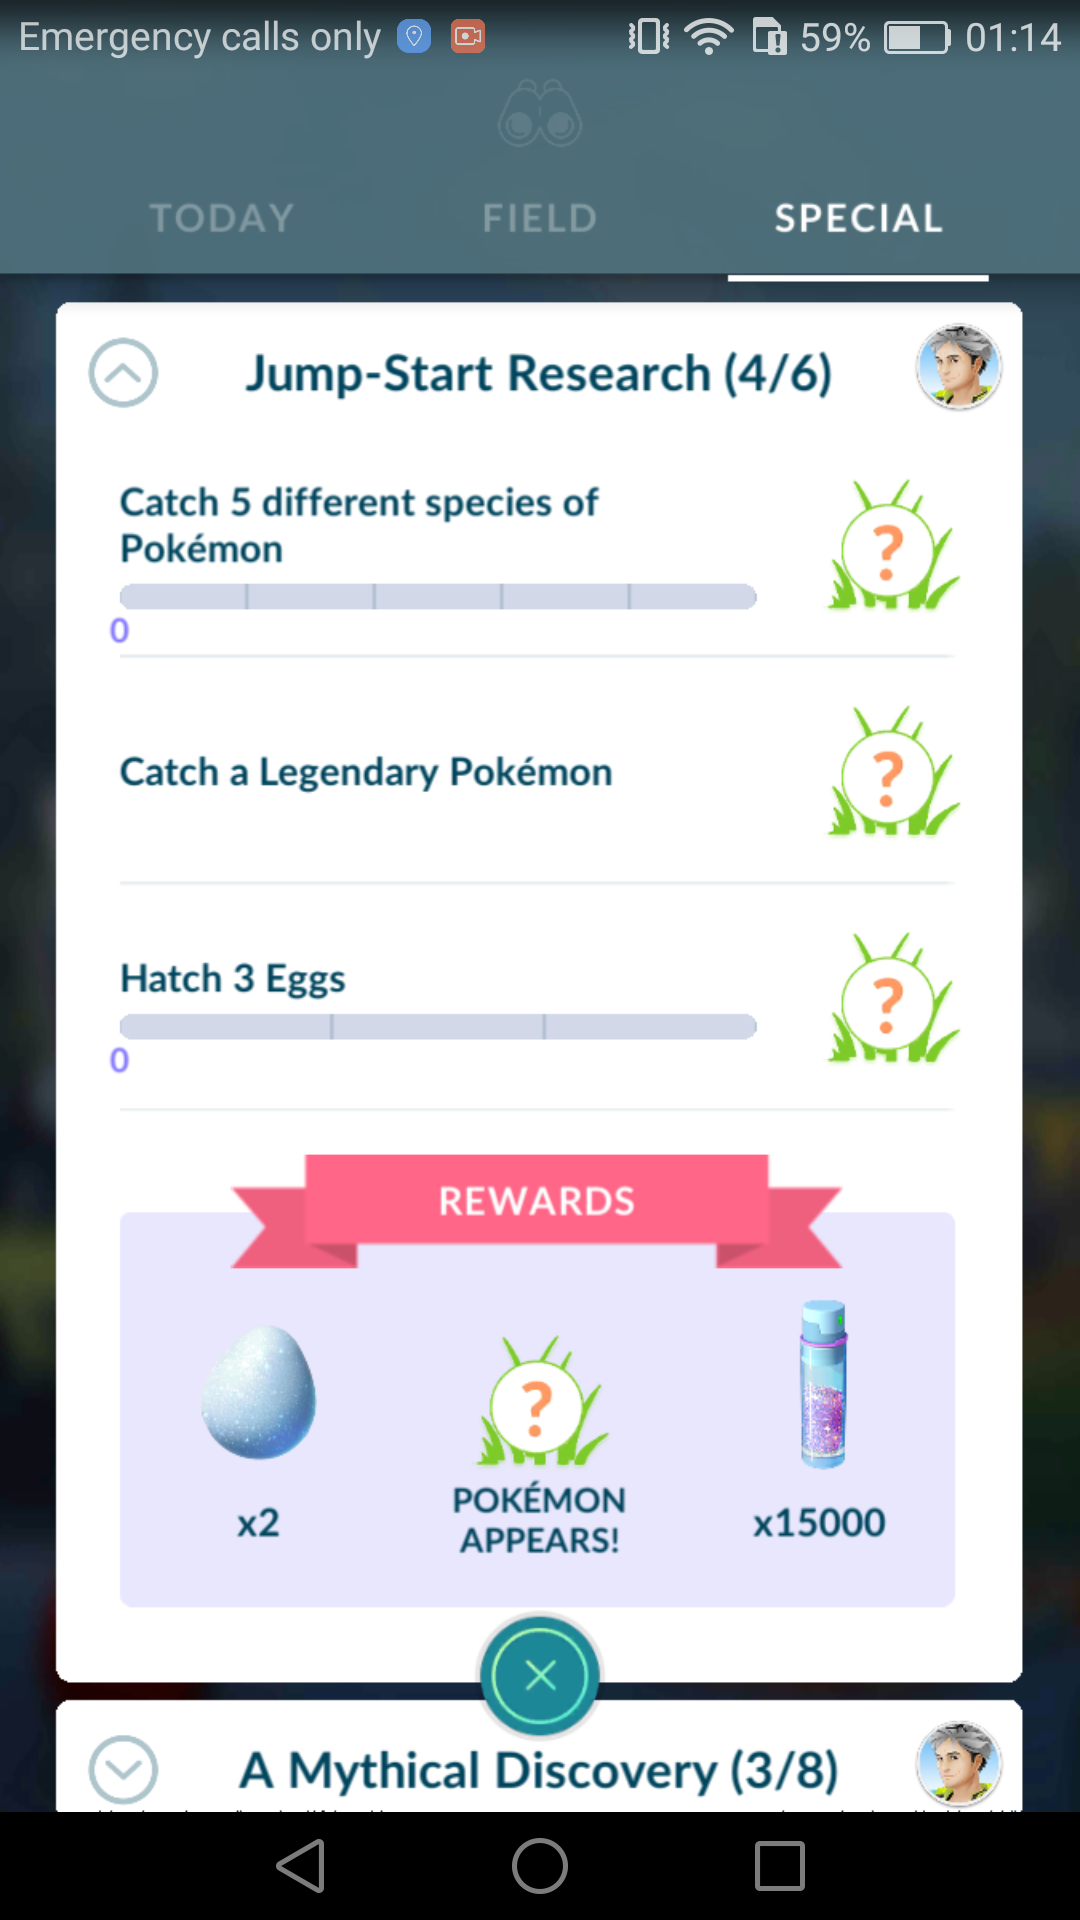 Emergency calls only 59% 01:14
TODAY FIELD SPECIAL
Jump-Start Research (4/6)
Catch 5 different species of
Pokémon
?
0
Catch a Legendary Pokémon
?
Hatch 3 Eggs
?
0
REWARDS
?
x2
POKÉMON
APPEARS!
x15000
A Mythical Discovery (3/8)